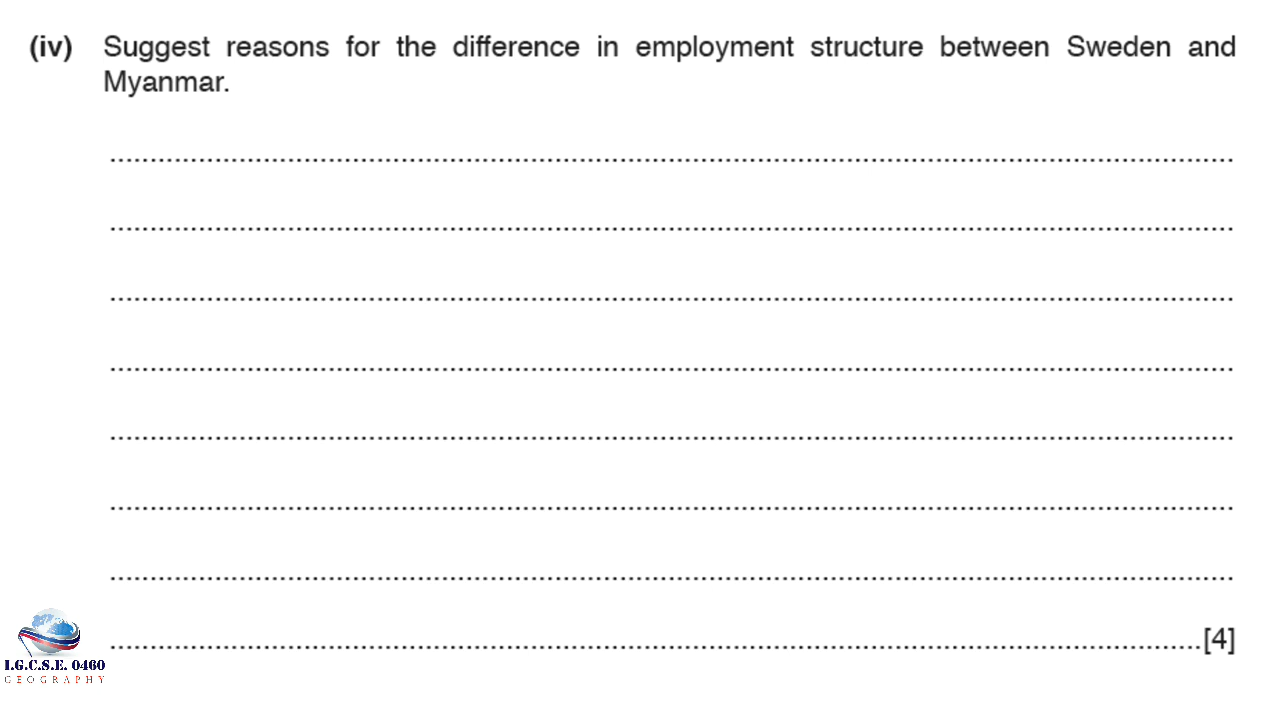 (iv) Suggest reasons for the difference in employment structure between Sweden and
Myanmar.
....................................................................................................
....................................................................................................
....................................................................................................
....................................................................................................
....................................................................................................
....................................................................................................
....................................................................................................
....................................................................................................[4]
I.G.C.S.E. 0460
GEOGRAPHY